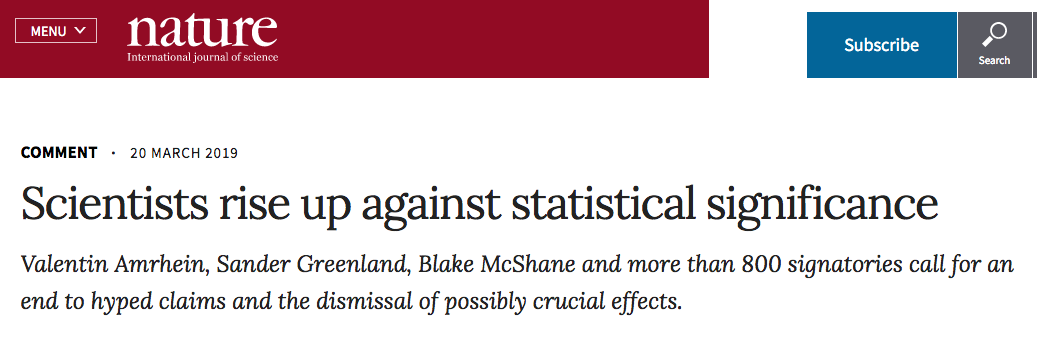 MENU
nature
International journal of science
Subscribe
Search
COMMENT · 20 MARCH 2019
Scientists rise up against statistical significance
Valentin Amrhein, Sander Greenland, Blake McShane and more than 800 signatories call for an
end to hyped claims and the dismissal of possibly crucial effects.